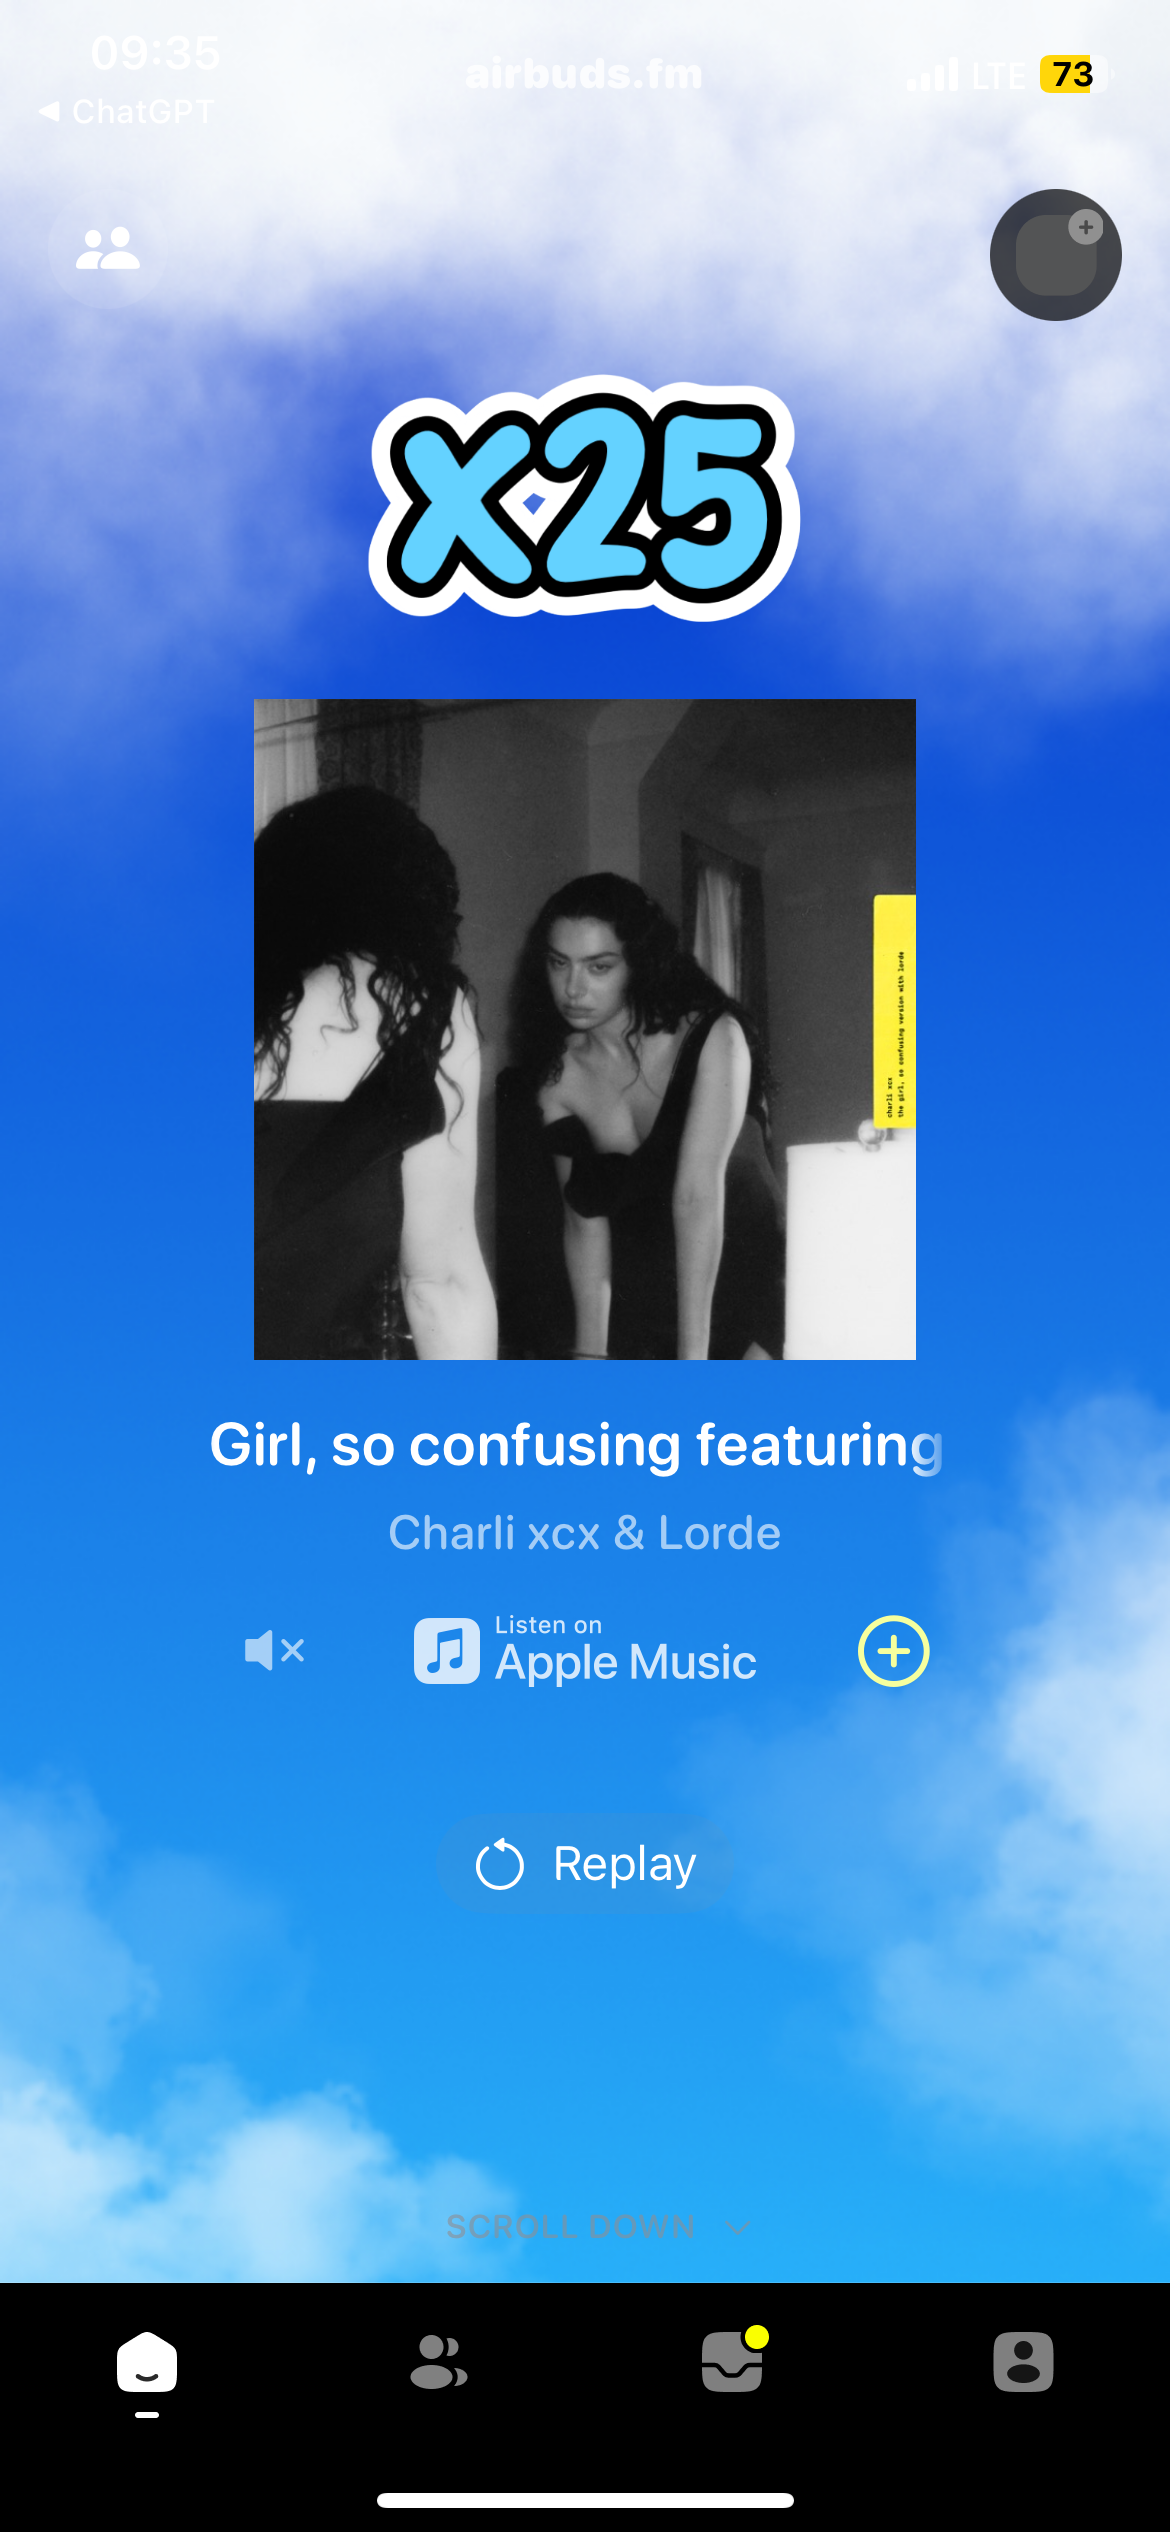 09:35
airbuds.fm
LTE
73
ChatGPT
x25
charli xcx
the girl, so confusing version with lorde
Girl, so confusing featuring
Charli xcx & Lorde
Listen on
Apple Music
Replay
SCROLL DOWN